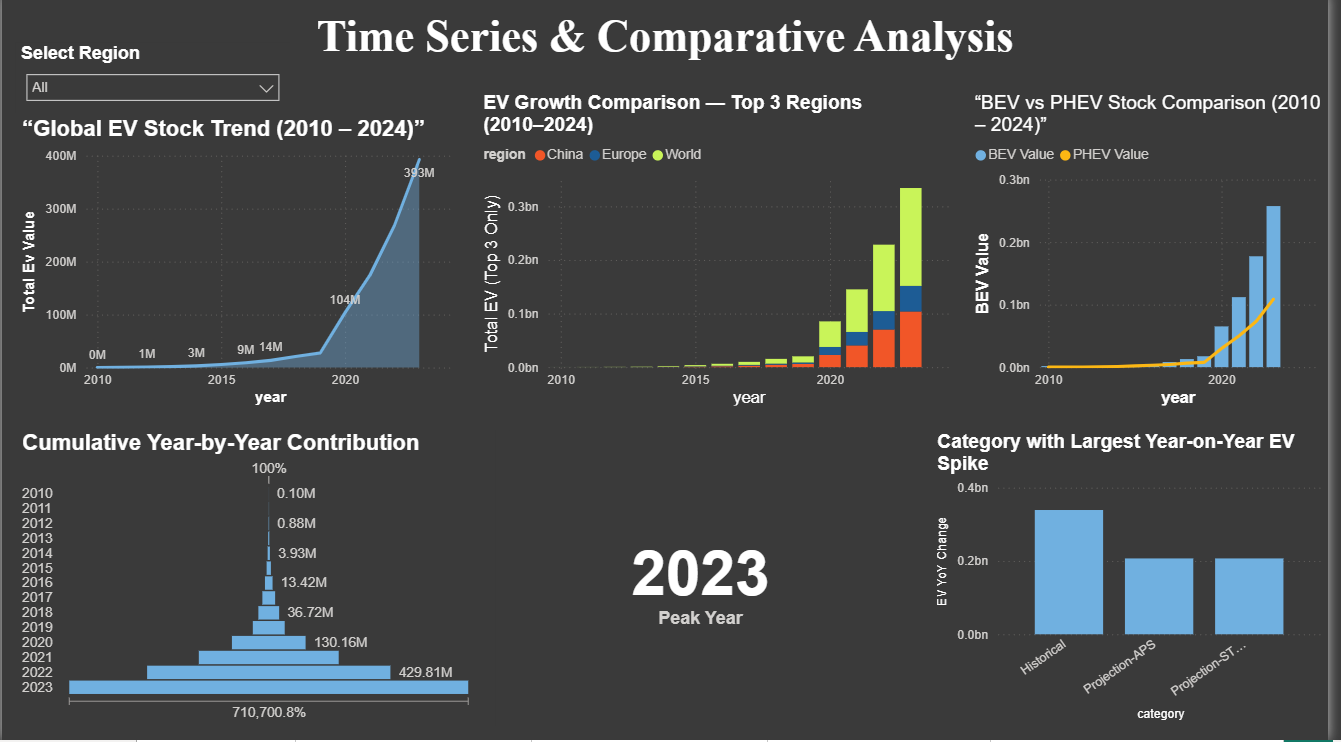 Time Series & Comparative Analysis
Select Region
All
“Global EV Stock Trend (2010 – 2024)”
400M
300M
200M
100M
0M
Total Ev Value
0M
1M
3M
9M
14M
104M
393M
2010
2015
2020
year
EV Growth Comparison — Top 3 Regions
(2010–2024)
region China Europe World
Total EV (Top 3 Only)
0.3bn
0.2bn
0.1bn
0.0bn
2010
2015
2020
year
“BEV vs PHEV Stock Comparison (2010
– 2024)”
BEV Value PHEV Value
BEV Value
0.3bn
0.2bn
0.1bn
0.0bn
2010
2020
year
Cumulative Year-by-Year Contribution
100%
2010 0.10M
2011
2012 0.88M
2013
2014 3.93M
2015
2016 13.42M
2017
2018 36.72M
2019
2020 130.16M
2021
2022 429.81M
2023
710,700.8%
2023
Peak Year
Category with Largest Year-on-Year EV
Spike
EV YoY Change
0.4bn
0.2bn
0.0bn
Historical
Projection-APS
Projection-ST…
category